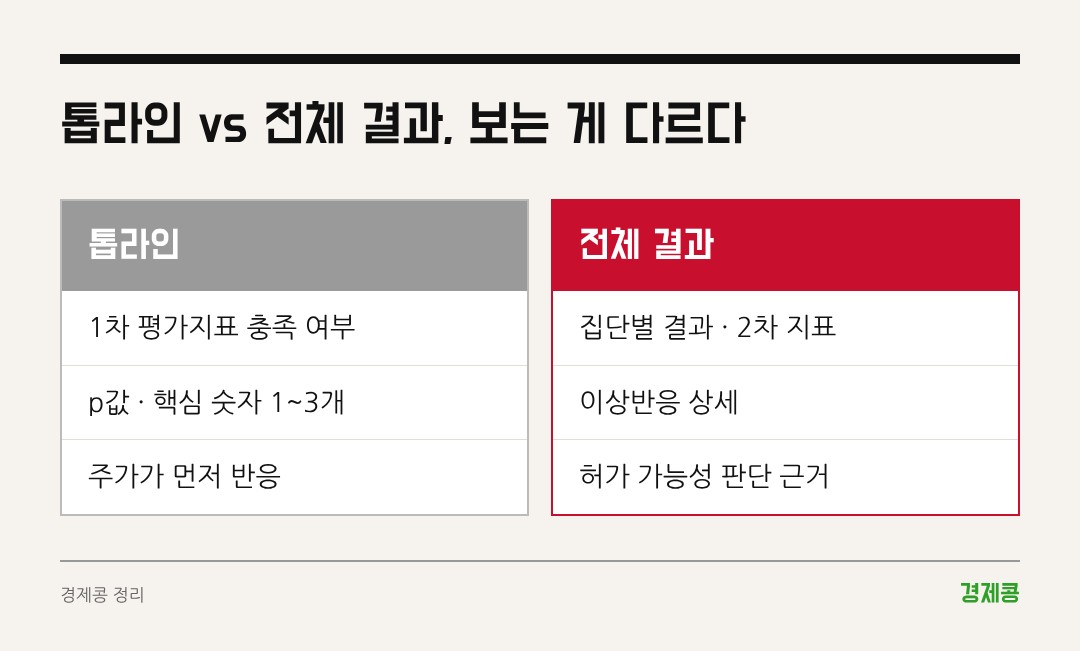 톱라인 vs 전체 결과, 보는 게 다르다
톱라인
1차 평가지표 충족 여부
p값 · 핵심 숫자 1~3개
주가가 먼저 반응
전체 결과
집단별 결과 · 2차 지표
이상반응 상세
허가 가능성 판단 근거
경제콩 정리
경제콩